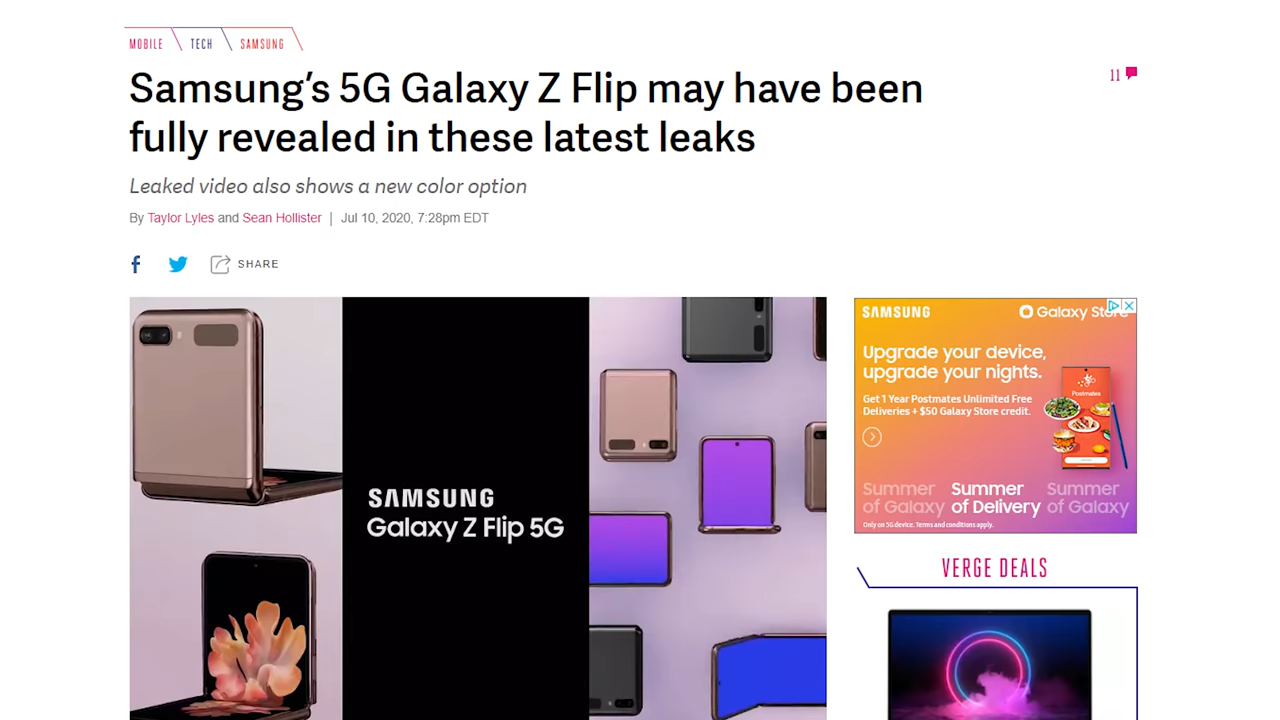 MOBILE TECH SAMSUNG
Samsung's 5G Galaxy Z Flip may have been
fully revealed in these latest leaks
11
Leaked video also shows a new color option
By Taylor Lyles and Sean Hollister | Jul 10, 2020, 7:28pm EDT
SHARE
SAMSUNG
Galaxy Z Flip 5G
SAMSUNG Galaxy Store
Upgrade your device,
upgrade your nights.
Get 1 Year Postmates Unlimited Free
Deliveries + $50 Galaxy Store credit.
Postmates
Summer Summer Summer
of Galaxy of Delivery of Galaxy
Only on 5G device. Terms and conditions apply.
VERGE DEALS